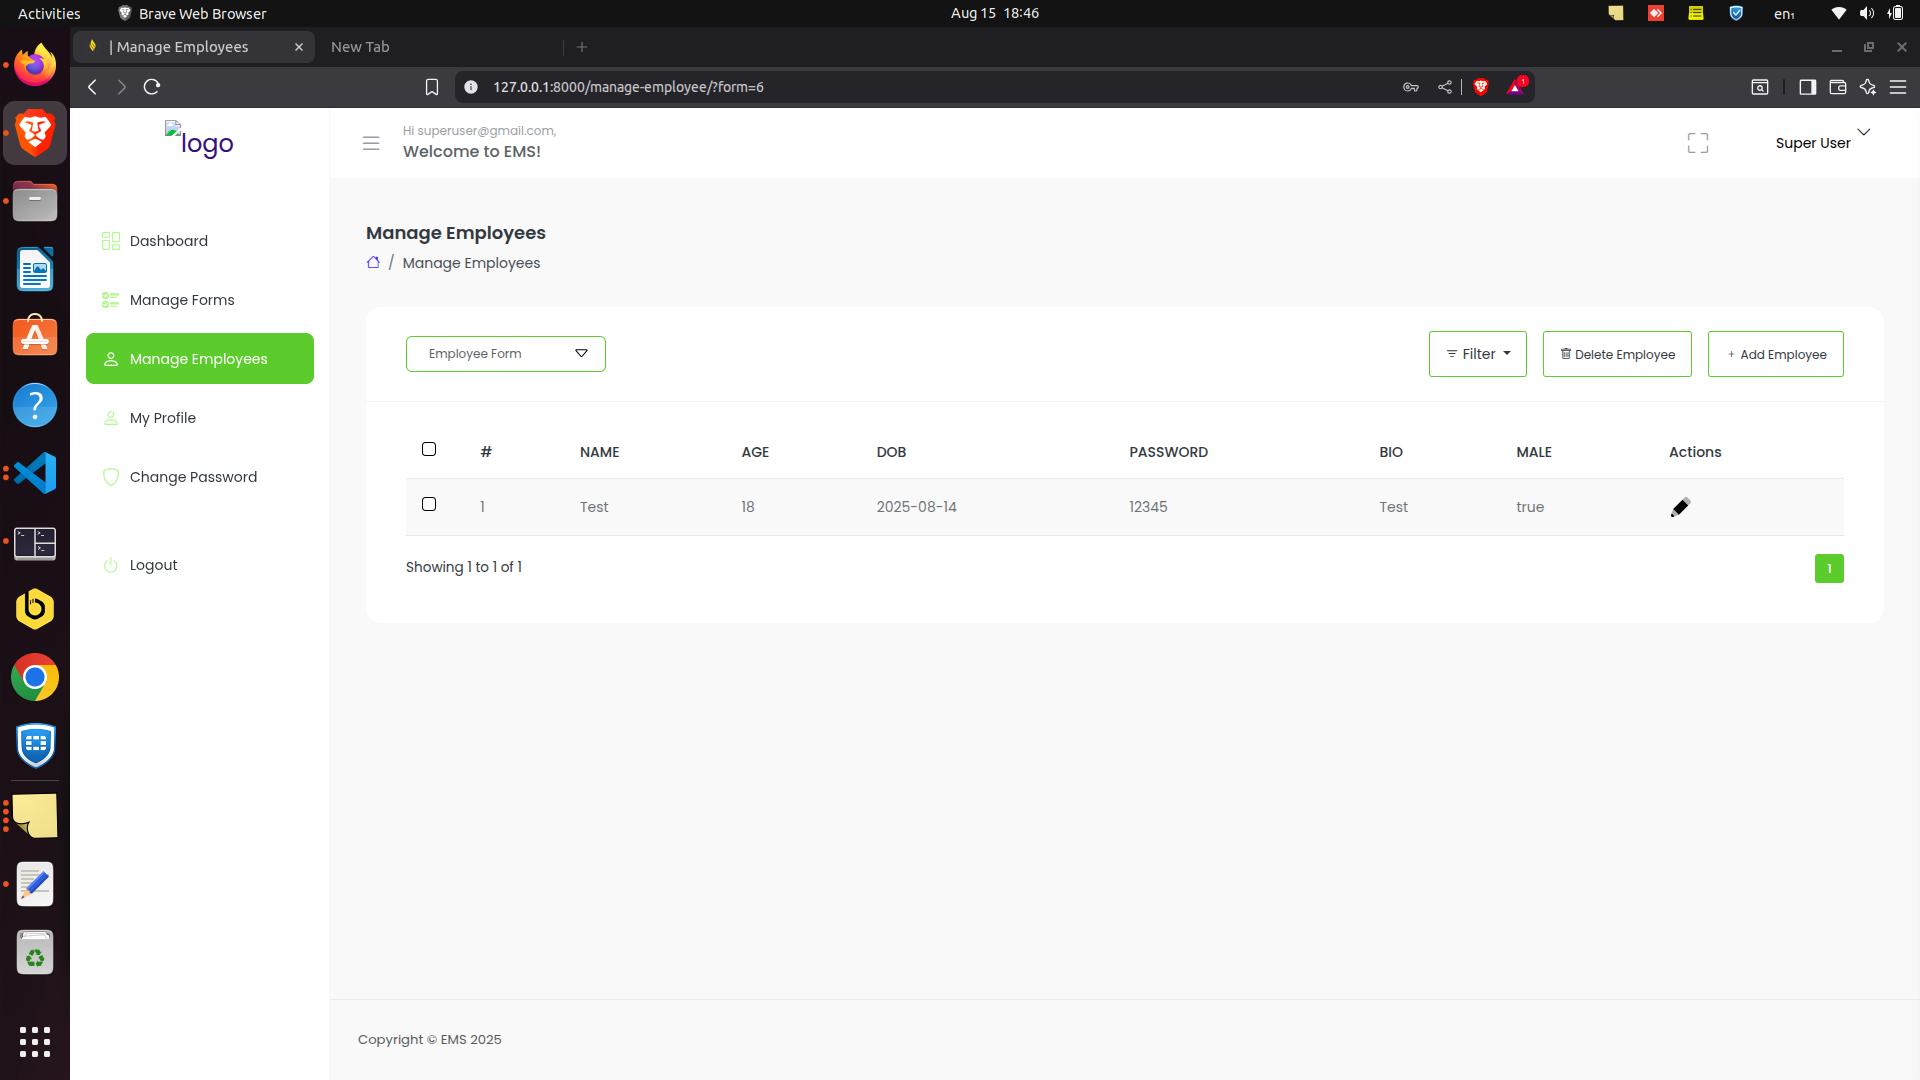 Activities
Brave Web Browser
Aug 15 18:46
en₁
| Manage Employees
New Tab
127.0.0.1:8000/manage-employee/?form=6
1
logo
Hi superuser@gmail.com,
Welcome to EMS!
Super User
Dashboard
Manage Forms
Manage Employees
My Profile
Change Password
Logout
Manage Employees
/ Manage Employees
Employee Form
Filter
Delete Employee
+ Add Employee
# NAME AGE DOB PASSWORD BIO MALE Actions
1 Test 18 2025-08-14 12345 Test true
Showing 1 to 1 of 1
1
Copyright © EMS 2025